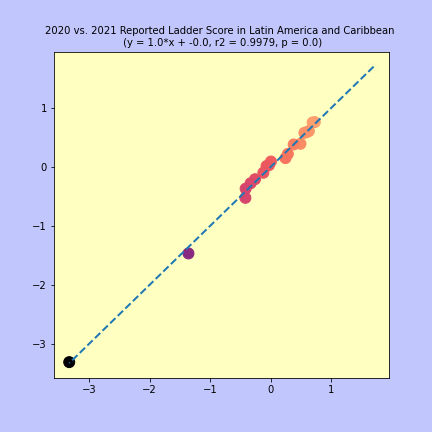 2020 vs. 2021 Reported Ladder Score in Latin America and Caribbean
(y = 1.0*x + -0.0, r2 = 0.9979, p = 0.0)
1
0
−1
−2
−3
−3 −2 −1 0 1